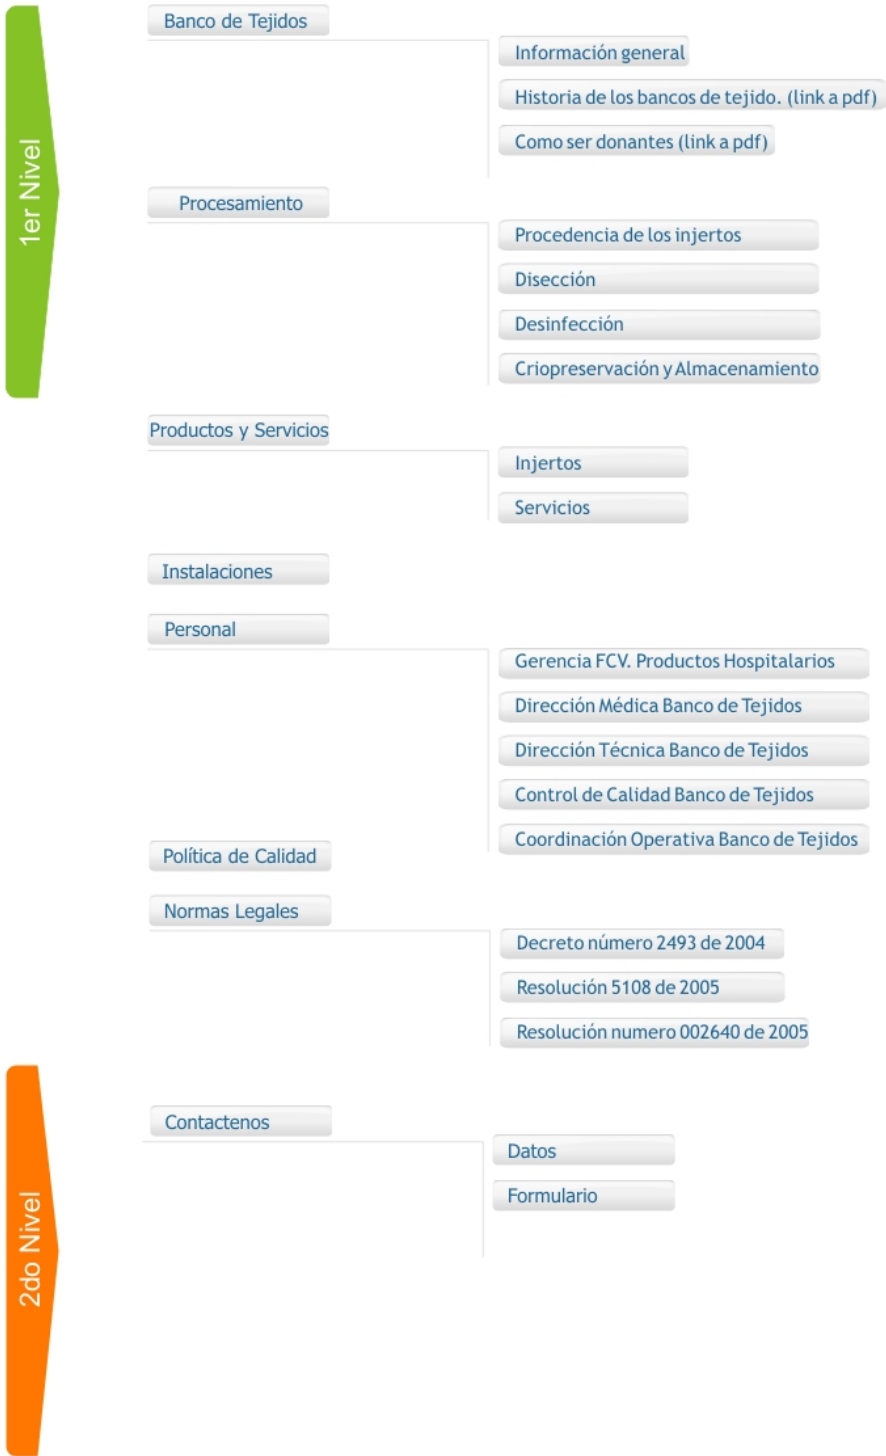 1er Nivel
Banco de Tejidos
Información general
Historia de los bancos de tejido. (link a pdf)
Como ser donantes (link a pdf)
Procesamiento
Procedencia de los injertos
Disección
Desinfección
Criopreservación y Almacenamiento
Productos y Servicios
Injertos
Servicios
Instalaciones
Personal
Gerencia FCV. Productos Hospitalarios
Dirección Médica Banco de Tejidos
Dirección Técnica Banco de Tejidos
Control de Calidad Banco de Tejidos
Coordinación Operativa Banco de Tejidos
Política de Calidad
Normas Legales
Decreto número 2493 de 2004
Resolución 5108 de 2005
Resolución numero 002640 de 2005
2do Nivel
Contactenos
Datos
Formulario